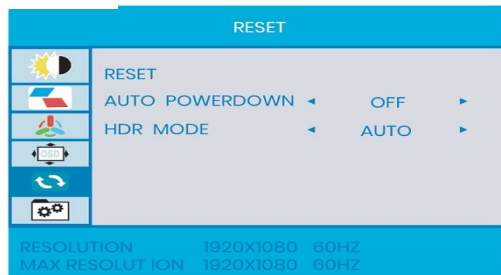 RESET
RESET
AUTO POWERDOWN ◄ OFF ►
HDR MODE ◄ AUTO ►
OSD
RESOLUTION 1920X1080 60HZ
MAX RESOLUT ION 1920X1080 60HZ